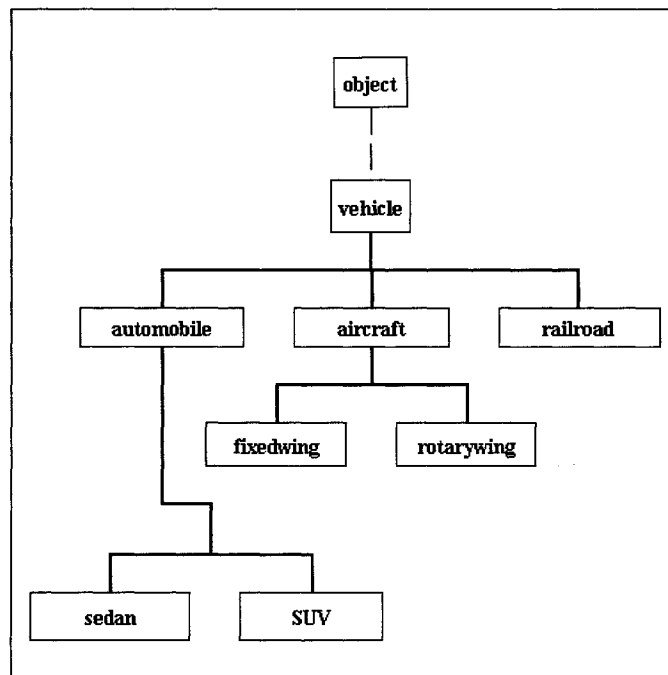 object
vehicle
automobile aircraft railroad
fixedwing rotarywing
sedan SUV